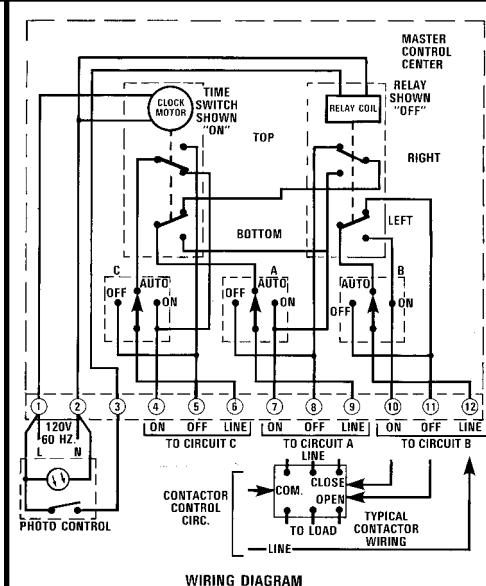 MASTER
CONTROL
CENTER
TIME
SWITCH
SHOWN
"ON"
CLOCK
MOTOR
RELAY
SHOWN
"OFF"
RELAY COIL
TOP
RIGHT
BOTTOM
LEFT
C
AUTO
OFF
ON
A
AUTO
OFF
ON
B
AUTO
OFF
ON
1 2 3 4 5 6 7 8 9 10 11 12
120V
60 HZ.
L N
ON OFF LINE
TO CIRCUIT C
ON OFF LINE
TO CIRCUIT A
ON OFF LINE
TO CIRCUIT B
PHOTO CONTROL
LINE
CLOSE
COM.
OPEN
CONTACTOR
CONTROL
CIRC.
TO LOAD
TYPICAL
CONTACTOR
WIRING
LINE
WIRING DIAGRAM